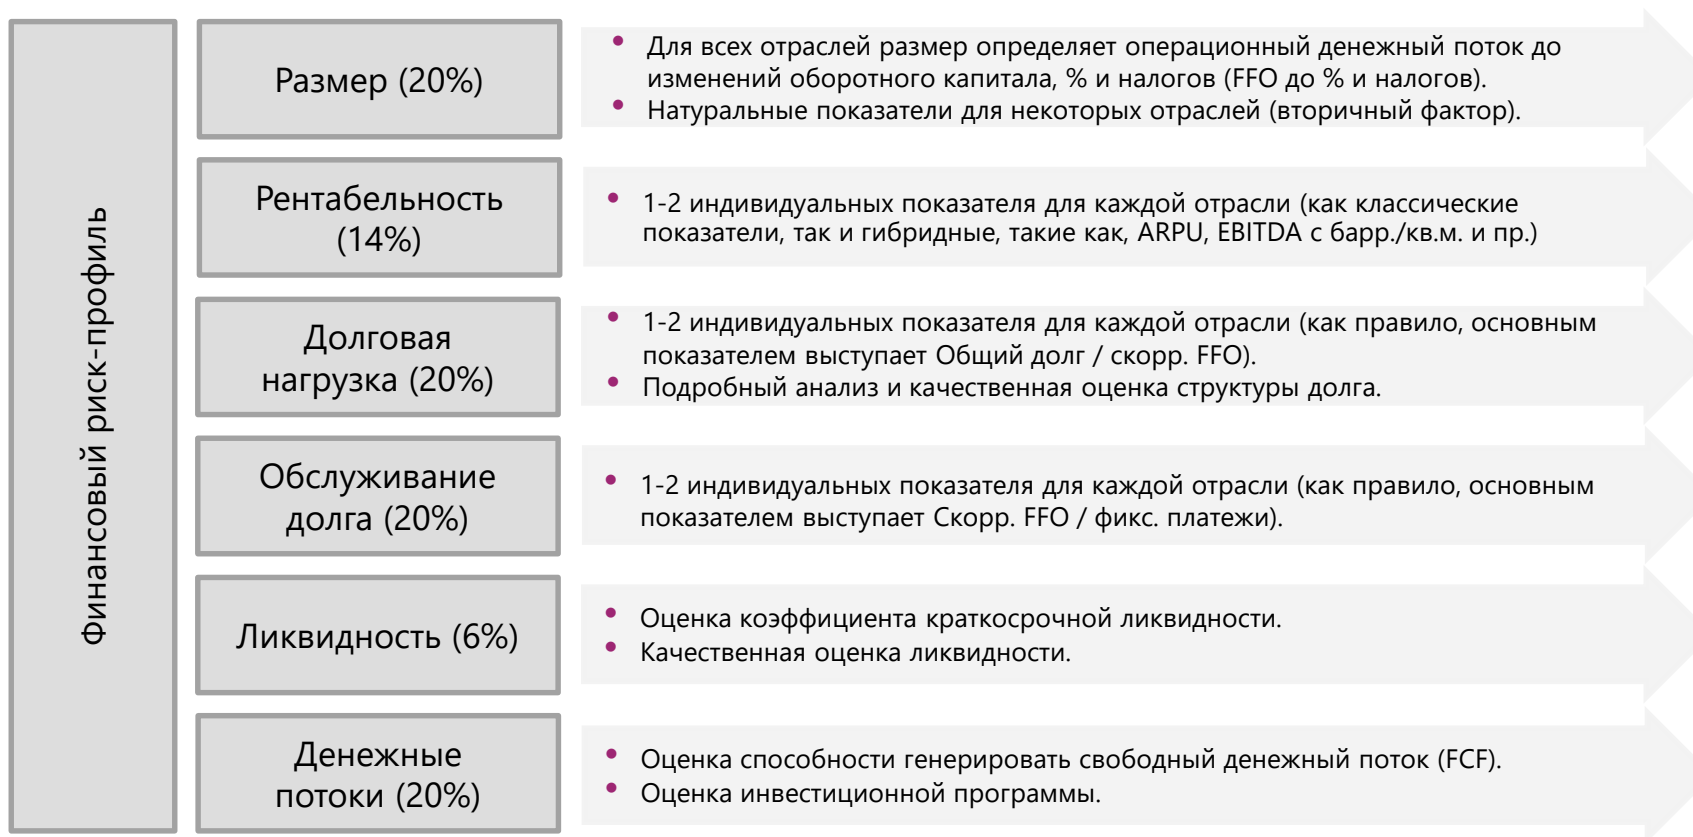 Финансовый риск-профиль
Размер (20%)
• Для всех отраслей размер определяет операционный денежный поток до
изменений оборотного капитала, % и налогов (FFO до % и налогов).
• Натуральные показатели для некоторых отраслей (вторичный фактор).
Рентабельность
(14%)
• 1-2 индивидуальных показателя для каждой отрасли (как классические
показатели, так и гибридные, такие как, ARPU, EBITDA с барр./кв.м. и пр.)
Долговая
нагрузка (20%)
• 1-2 индивидуальных показателя для каждой отрасли (как правило, основным
показателем выступает Общий долг / скорр. FFO).
• Подробный анализ и качественная оценка структуры долга.
Обслуживание
долга (20%)
• 1-2 индивидуальных показателя для каждой отрасли (как правило, основным
показателем выступает Скорр. FFO / фикс. платежи).
Ликвидность (6%)
• Оценка коэффициента краткосрочной ликвидности.
• Качественная оценка ликвидности.
Денежные
потоки (20%)
• Оценка способности генерировать свободный денежный поток (FCF).
• Оценка инвестиционной программы.